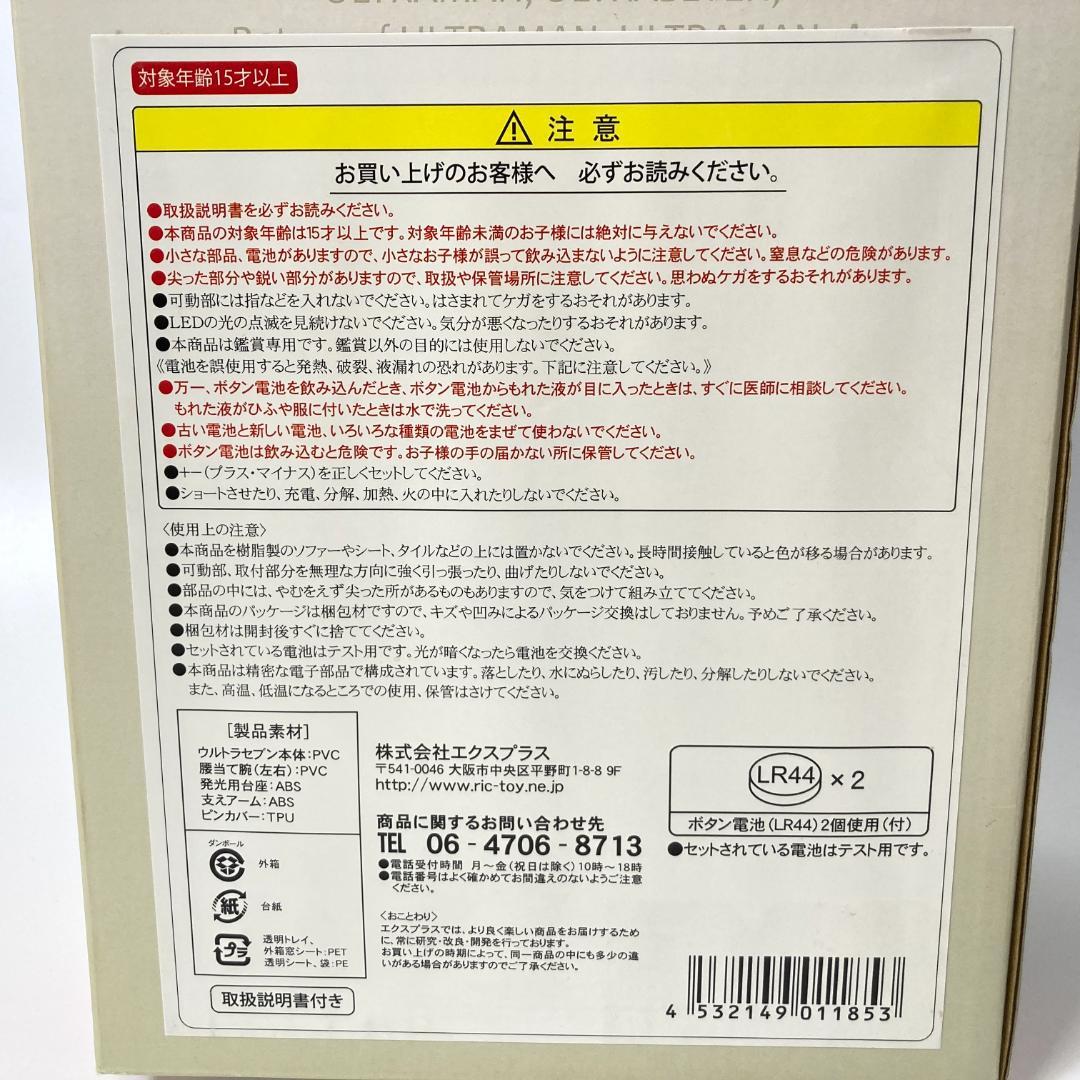 ULTRAMAN, ULTRASEVEN,
Return of ULTRAMAN, ULTRAMAN A
対象年齢15才以上
注意
お買い上げのお客様へ 必ずお読みください。
●取扱説明書を必ずお読みください。
●本商品の対象年齢は15才以上です。対象年齢未満のお子様には絶対に与えないでください。
●小さな部品、電池がありますので、小さなお子様が誤って飲み込まないように注意してください。窒息などの危険があります。
●尖った部分や鋭い部分がありますので、取扱や保管場所に注意してください。思わぬケガをするおそれがあります。
●可動部には指などを入れないでください。はさまれてケガをするおそれがあります。
●LEDの光の点滅を見続けないでください。気分が悪くなったりするおそれがあります。
●本商品は鑑賞専用です。鑑賞以外の目的には使用しないでください。
《電池を誤使用すると発熱、破裂、液漏れの恐れがあります。下記に注意してください。》
●万一、ボタン電池を飲み込んだとき、ボタン電池からもれた液が目に入ったときは、すぐに医師に相談してください。
もれた液がひふや服に付いたときは水で洗ってください。
●古い電池と新しい電池、いろいろな種類の電池をまぜて使わないでください。
●ボタン電池は飲み込むと危険です。お子様の手の届かない所に保管してください。
●+-(プラス・マイナス)を正しくセットしてください。
●ショートさせたり、充電、分解、加熱、火の中に入れたりしないでください。
〈使用上の注意〉
●本商品を樹脂製のソファーやシート、タイルなどの上には置かないでください。長時間接触していると色が移る場合があります。
●可動部、取付部分を無理な方向に強く引っ張ったり、曲げたりしないでください。
●部品の中には、やむをえず尖った所があるものもありますので、気をつけて組み立ててください。
●本商品のパッケージは梱包材ですので、キズや凹みによるパッケージ交換はしておりません。予めご了承ください。
●梱包材は開封後すぐに捨ててください。
●セットされている電池はテスト用です。光が暗くなったら電池を交換ください。
●本商品は精密な電子部品で構成されています。落としたり、水にぬらしたり、汚したり、分解したりしないでください。
また、高温、低温になるところでの使用、保管はさけてください。
[製品素材]
ウルトラセブン本体:PVC
腰当て腕(左右):PVC
発光用台座:ABS
支えアーム:ABS
ピンカバー:TPU
ダンボール
外箱
紙
台紙
プラ
透明トレイ、
外箱窓シート:PET
透明シート、袋:PE
取扱説明書付き
株式会社エクスプラス
〒541-0046 大阪市中央区平野町1-8-8 9F
http://www.ric-toy.ne.jp
商品に関するお問い合わせ先
TEL 06-4706-8713
●電話受付時間 月～金(祝日は除く)10時～18時
●電話番号はよく確かめてお間違えのないようご注意
ください。
〈おことわり〉
エクスプラスでは、より良く楽しい商品をお届けするため
に、常に研究・改良・開発を行っております。
お買い上げの時期によって、同一商品の中にも多少の違
いがある場合がありますのでご了承ください。
LR44 ×2
ボタン電池(LR44)2個使用(付)
●セットされている電池はテスト用です。
4 532149 011853